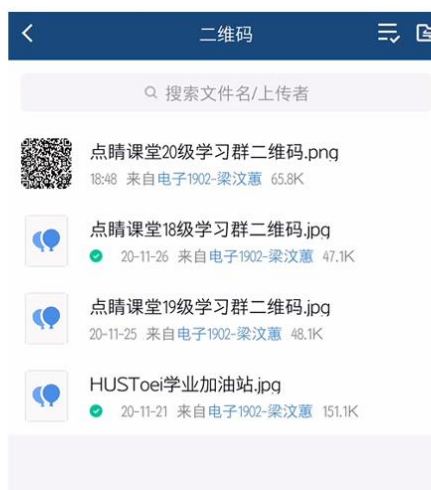 二维码
搜索文件名/上传者
点睛课堂20级学习群二维码.png
18:48 来自电子1902-梁汶蕙 65.8K
点睛课堂18级学习群二维码.jpg
20-11-26 来自电子1902-梁汶蕙 47.1K
点睛课堂19级学习群二维码.jpg
20-11-25 来自电子1902-梁汶蕙 48.1K
HUSToei学业加油站.jpg
20-11-21 来自电子1902-梁汶蕙 151.1K